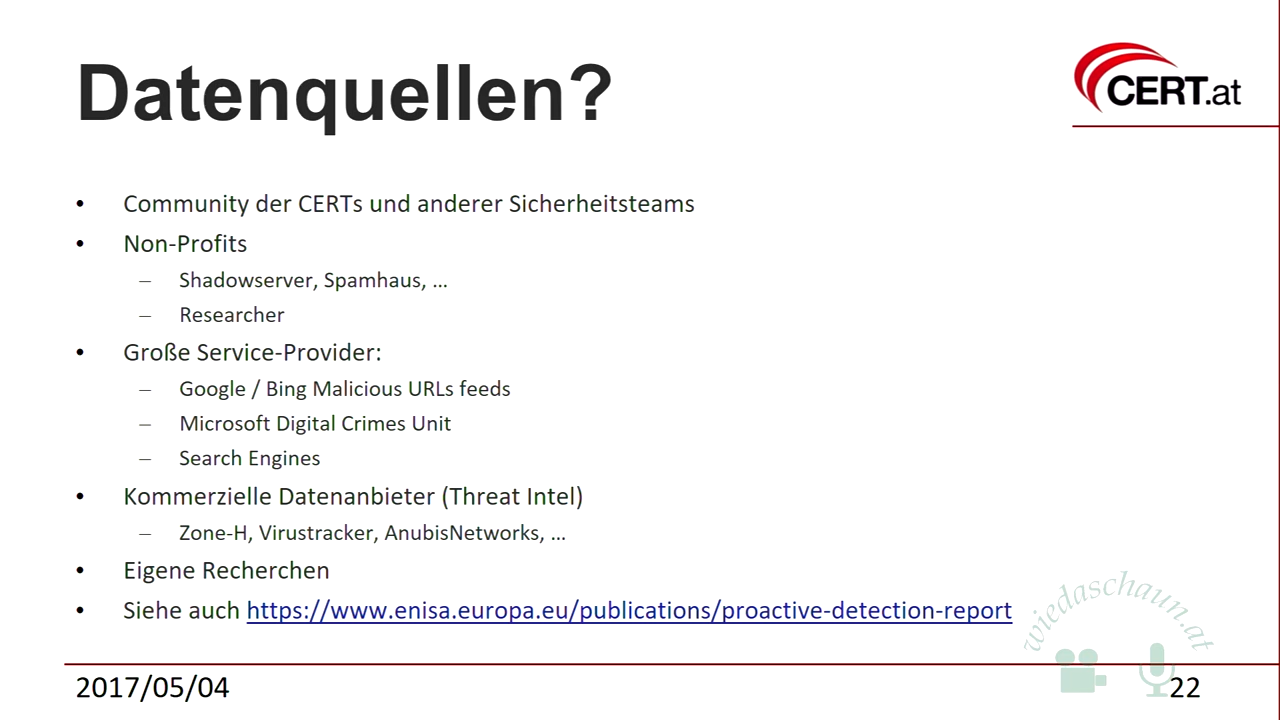 Datenquellen?
CERT.at
• Community der CERTs und anderer Sicherheitsteams
• Non-Profits
– Shadowserver, Spamhaus, …
– Researcher
• Große Service-Provider:
– Google / Bing Malicious URLs feeds
– Microsoft Digital Crimes Unit
– Search Engines
• Kommerzielle Datenanbieter (Threat Intel)
– Zone-H, Virustracker, AnubisNetworks, …
• Eigene Recherchen
• Siehe auch https://www.enisa.europa.eu/publications/proactive-detection-report
wiedaschaun.at
2017/05/04
22